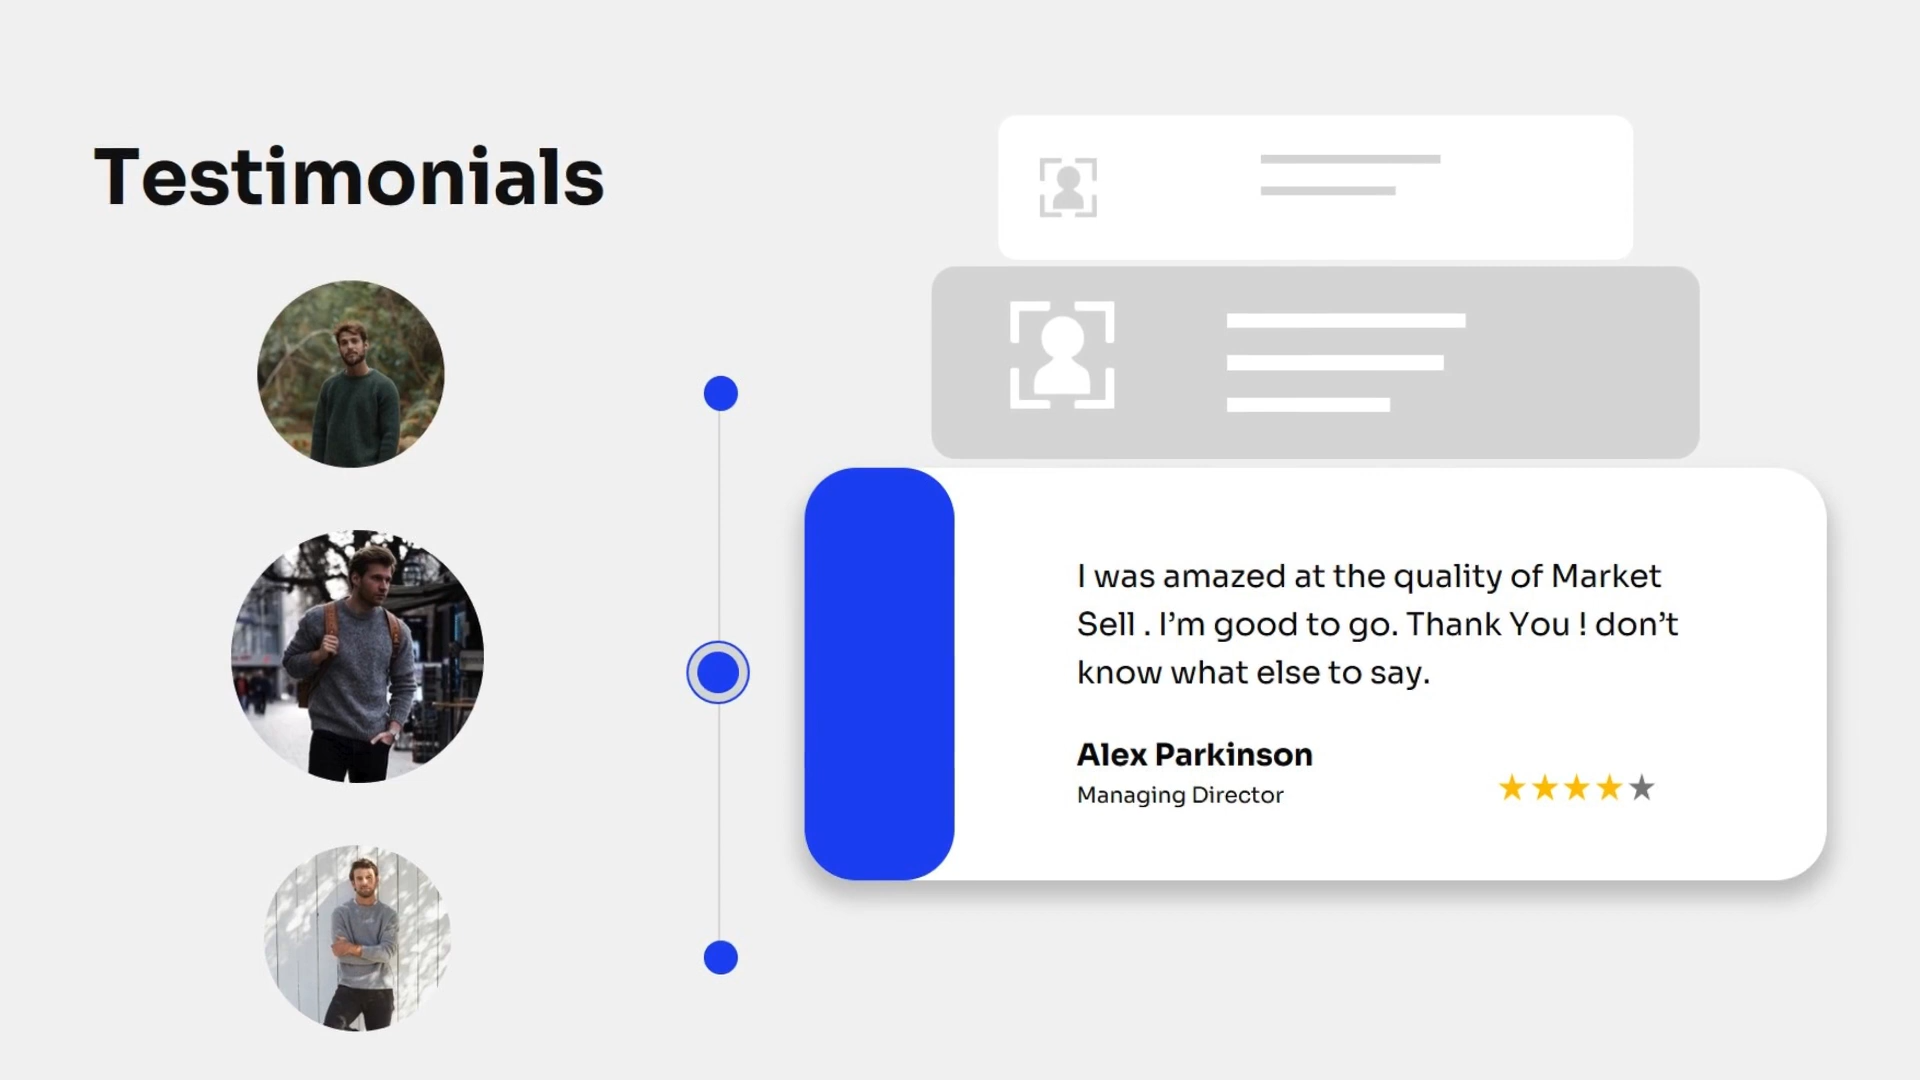 Testimonials
I was amazed at the quality of Market
Sell . I’m good to go. Thank You ! don’t
know what else to say.
Alex Parkinson
Managing Director